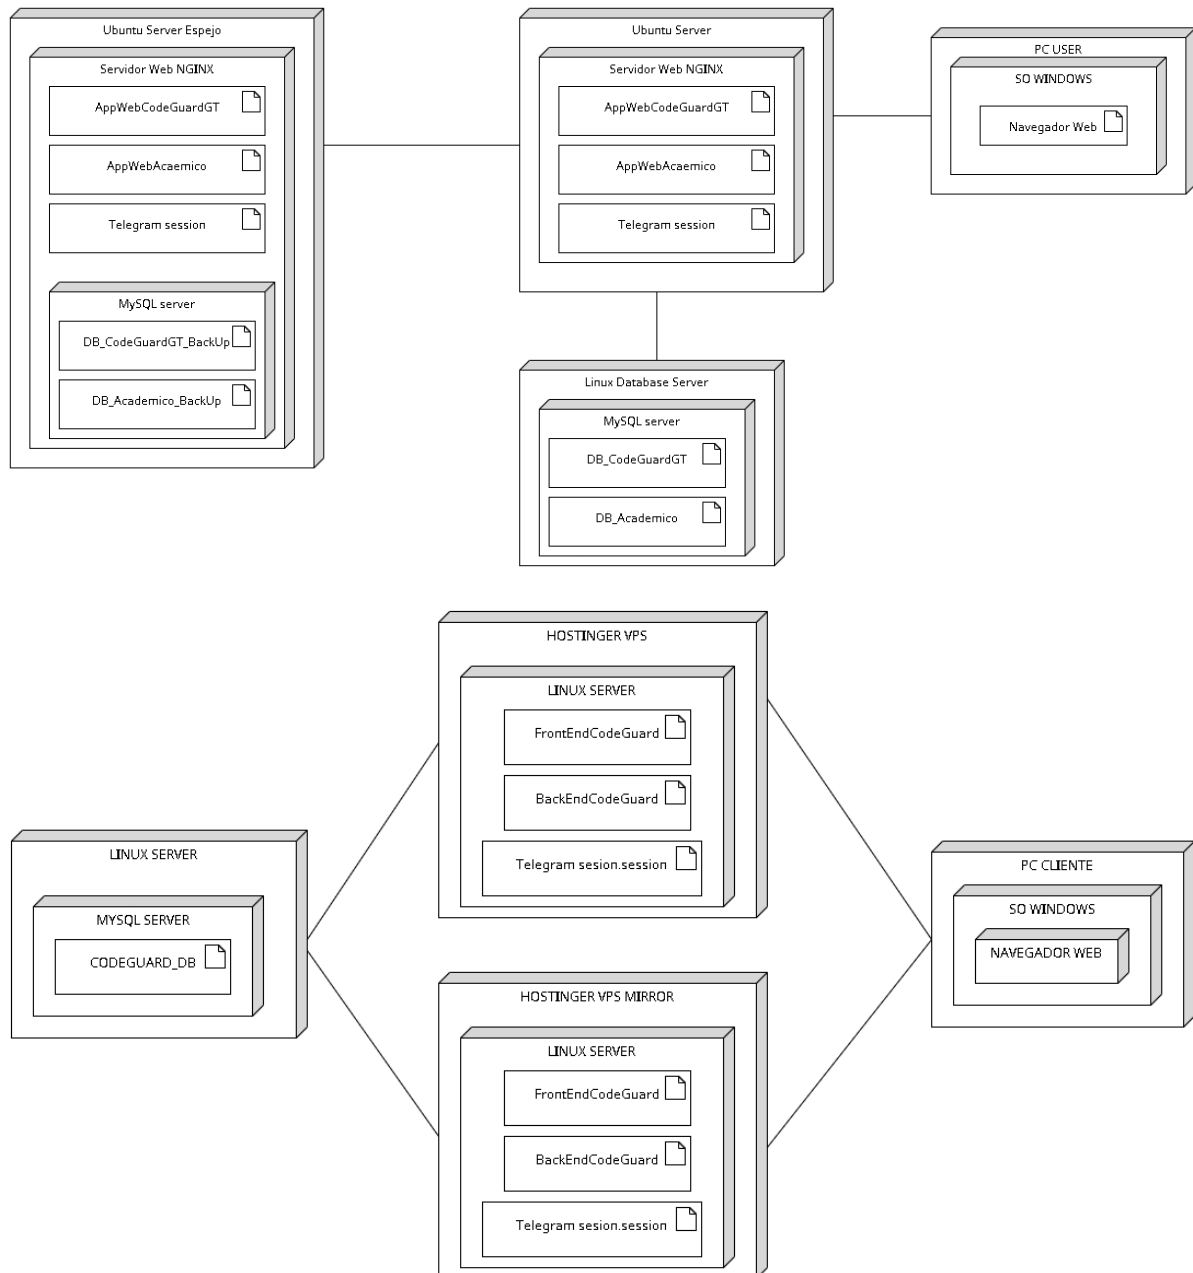 Ubuntu Server Espejo
Servidor Web NGINX
AppWebCodeGuardGT
AppWebAcaemico
Telegram session
MySQL server
DB_CodeGuardGT_BackUp
DB_Academico_BackUp
Ubuntu Server
Servidor Web NGINX
AppWebCodeGuardGT
AppWebAcaemico
Telegram session
PC USER
SO WINDOWS
Navegador Web
Linux Database Server
MySQL server
DB_CodeGuardGT
DB_Academico
HOSTINGER VPS
LINUX SERVER
FrontEndCodeGuard
BackEndCodeGuard
Telegram sesion.session
LINUX SERVER
MYSQL SERVER
CODEGUARD_DB
PC CLIENTE
SO WINDOWS
NAVEGADOR WEB
HOSTINGER VPS MIRROR
LINUX SERVER
FrontEndCodeGuard
BackEndCodeGuard
Telegram sesion.session